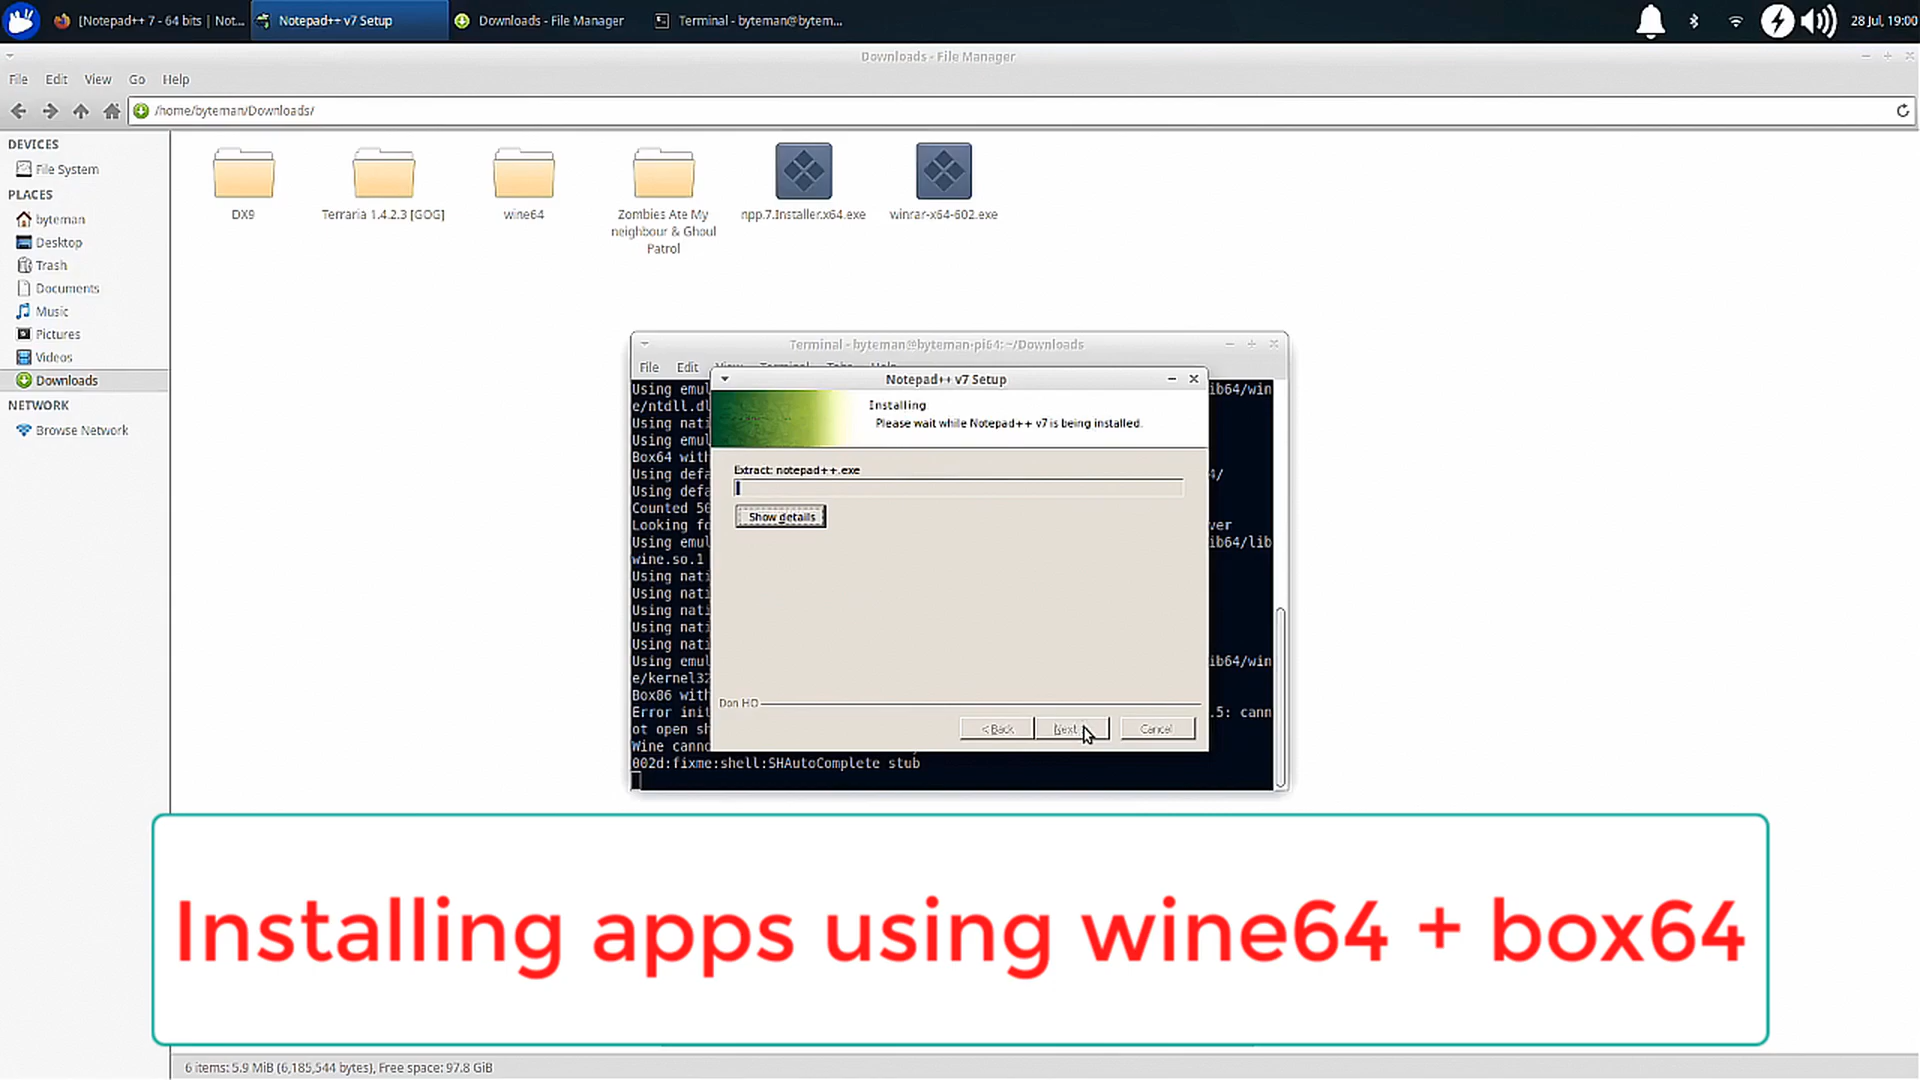 [Notepad++ 7 - 64 bits | Not...
Notepad++ v7 Setup
Downloads - File Manager
Terminal - byteman@bytem...
28 Jul, 19:00
Downloads - File Manager
File Edit View Go Help
/home/byteman/Downloads/
DEVICES
File System
PLACES
byteman
Desktop
Trash
Documents
Music
Pictures
Videos
Downloads
NETWORK
Browse Network
DX9
Terraria 1.4.2.3 [GOG]
wine64
Zombies Ate My
neighbour & Ghoul
Patrol
npp.7.Installer.x64.exe
winrar-x64-602.exe
Terminal - byteman@byteman-pi64: ~/Downloads
File Edit View Terminal Tabs Help
Using emul
ib64/win
e/ntdll.dl
Using nati
Using emul
Box64 with
Using defa
4/
Using defa
Counted 56
Looking fo
ver
Using emul
ib64/lib
wine.so.1
Using nati
Using nati
Using nati
Using nati
Using nati
Using emul
ib64/win
e/kernel32
Box86 with
Error init
.5: cann
ot open sh
Wine canno
002d:fixme:shell:SHAutoComplete stub
Notepad++ v7 Setup
Installing
Please wait while Notepad++ v7 is being installed.
Extract: notepad++.exe
Show details
Don HO
< Back
Next
Cancel
Installing apps using wine64 + box64
6 items: 5.9 MiB (6,185,544 bytes), Free space: 97.8 GiB